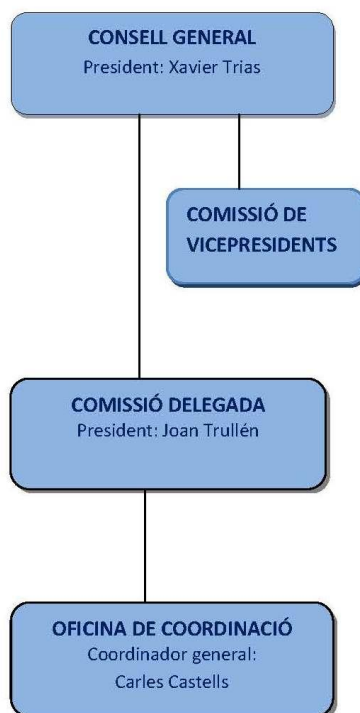 CONSELL GENERAL
President: Xavier Trias
COMISSIÓ DE
VICEPRESIDENTS
COMISSIÓ DELEGADA
President: Joan Trullén
OFICINA DE COORDINACIÓ
Coordinador general:
Carles Castells